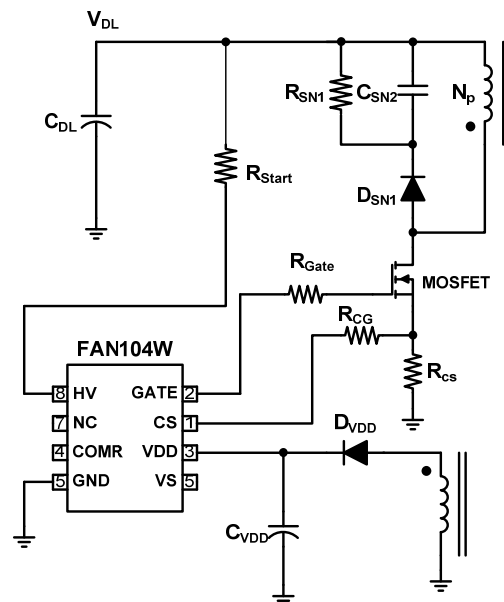 VDL
CDL
RSN1
CSN2
Np
RStart
DSN1
RGate
MOSFET
RCG
Rcs
FAN104W
8 HV GATE 2
7 NC CS 1
4 COMR VDD 3
5 GND VS 5
DVDD
CVDD